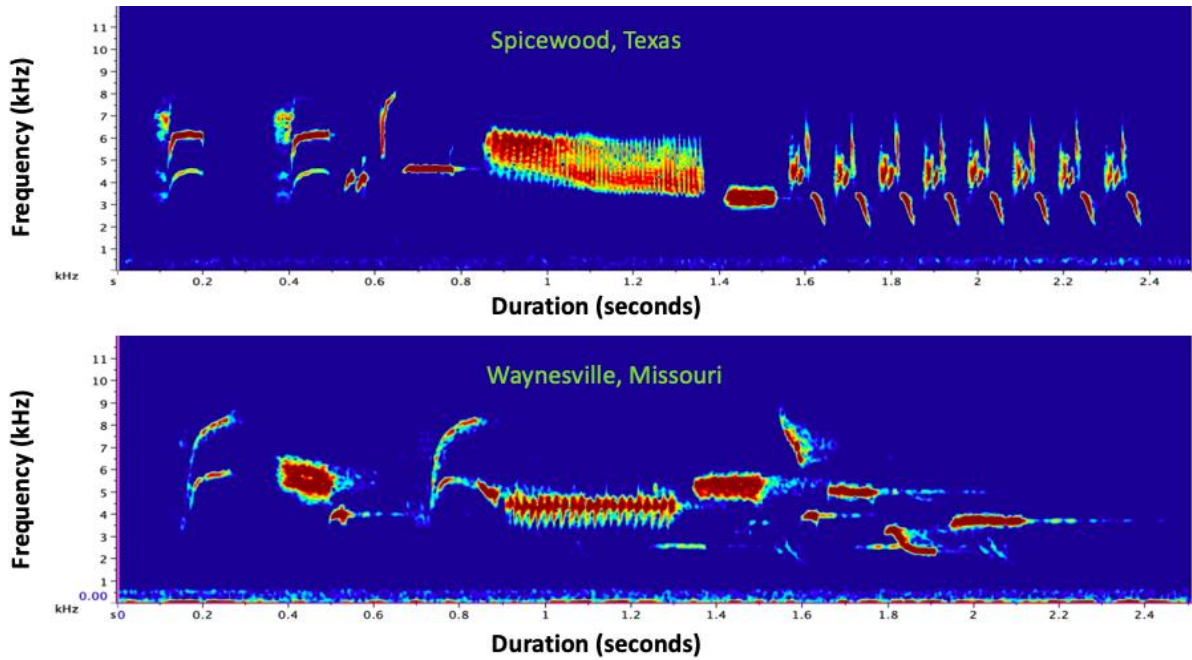 Spicewood, Texas
Frequency (kHz)
11
10
9
8
7
6
5
4
3
2
1
kHz
s 0.2 0.4 0.6 0.8 1 1.2 1.4 1.6 1.8 2 2.2 2.4
Duration (seconds)
Waynesville, Missouri
Frequency (kHz)
11
10
9
8
7
6
5
4
3
2
1
0.00
kHz
s0 0.2 0.4 0.6 0.8 1 1.2 1.4 1.6 1.8 2 2.2 2.4
Duration (seconds)